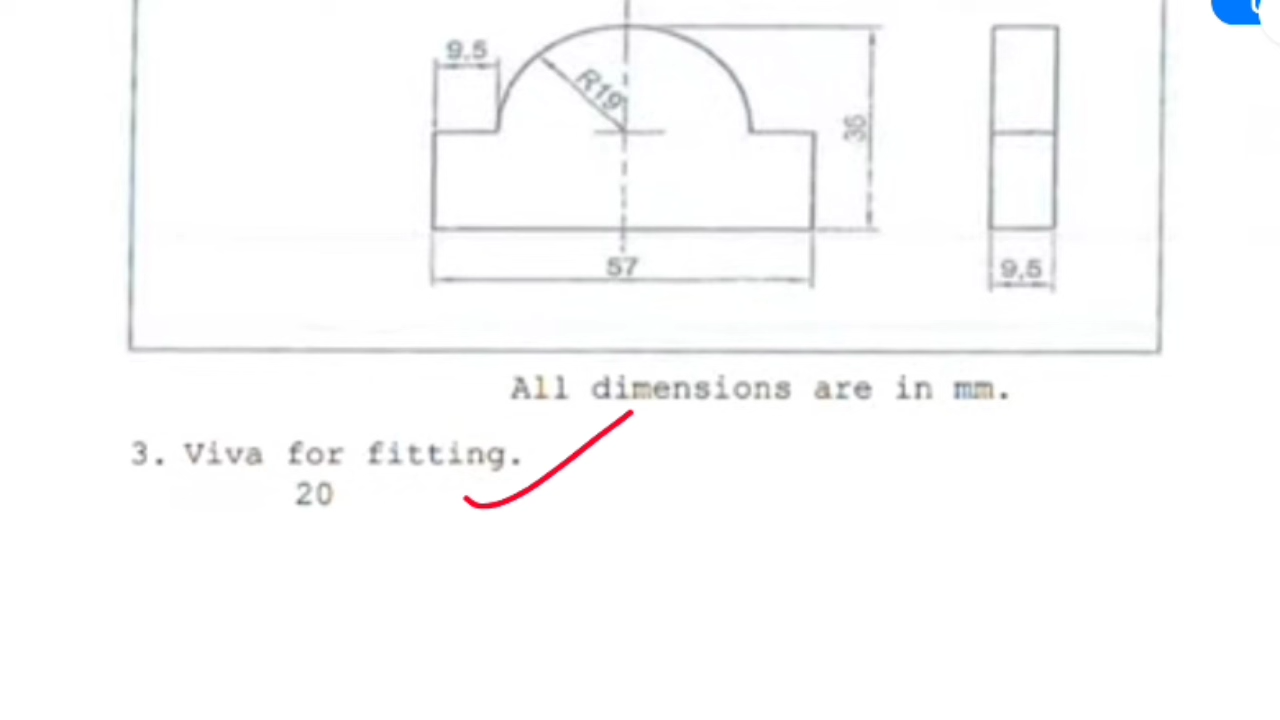 9.5
R19
36
57
9,5
All dimensions are in mm.
3. Viva for fitting.
20